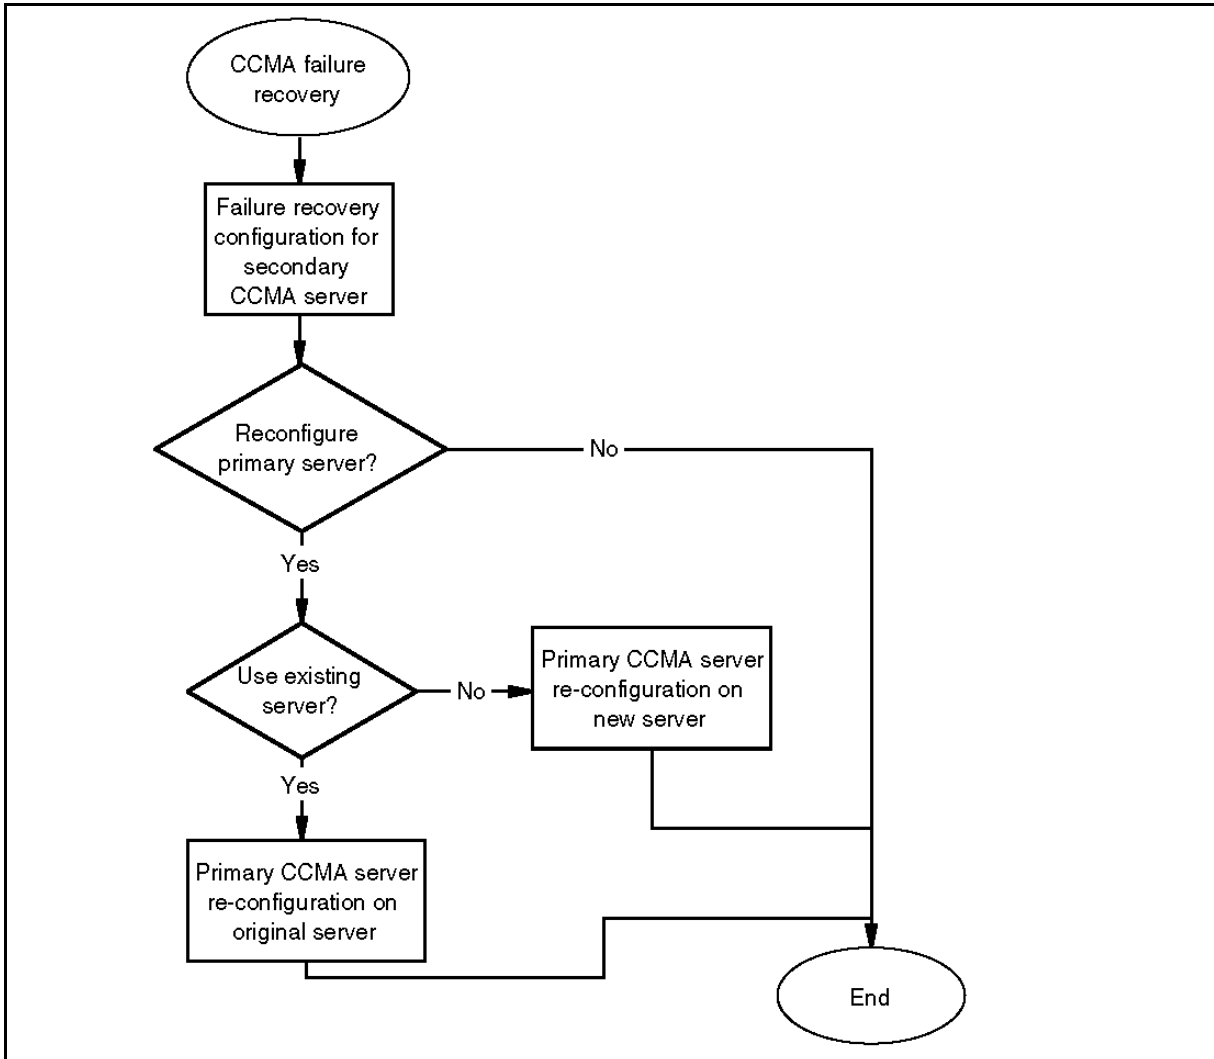 CCMA failure
recovery
Failure recovery
configuration for
secondary
CCMA server
Reconfigure
primary server?
No
Yes
Use existing
server?
No
Primary CCMA server
re-configuration on
new server
Yes
Primary CCMA server
re-configuration on
original server
End